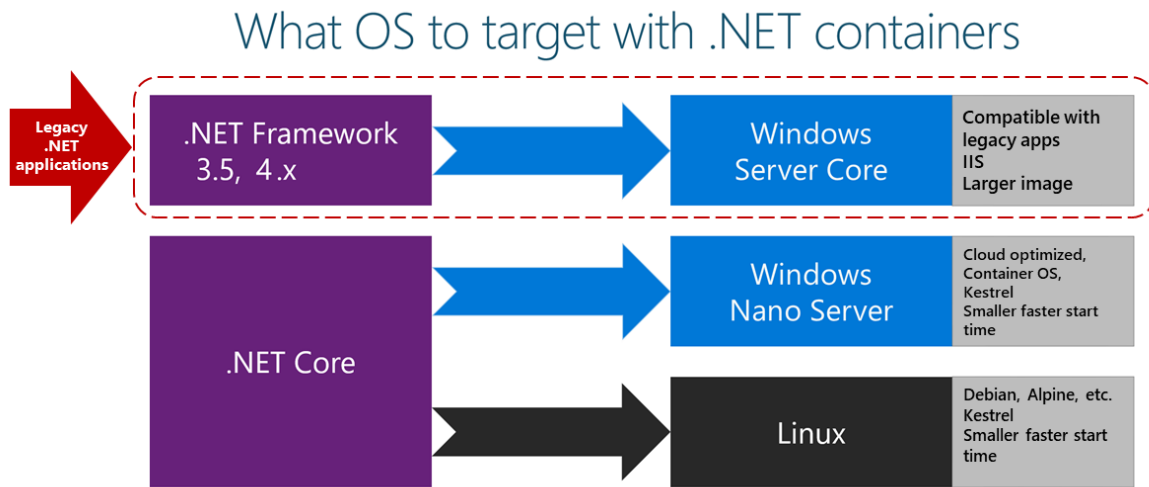 What OS to target with .NET containers
Legacy
.NET
applications
.NET Framework
3.5, 4.x
Windows
Server Core
Compatible with
legacy apps
IIS
Larger image
.NET Core
Windows
Nano Server
Cloud optimized,
Container OS,
Kestrel
Smaller faster start
time
Linux
Debian, Alpine, etc.
Kestrel
Smaller faster start
time